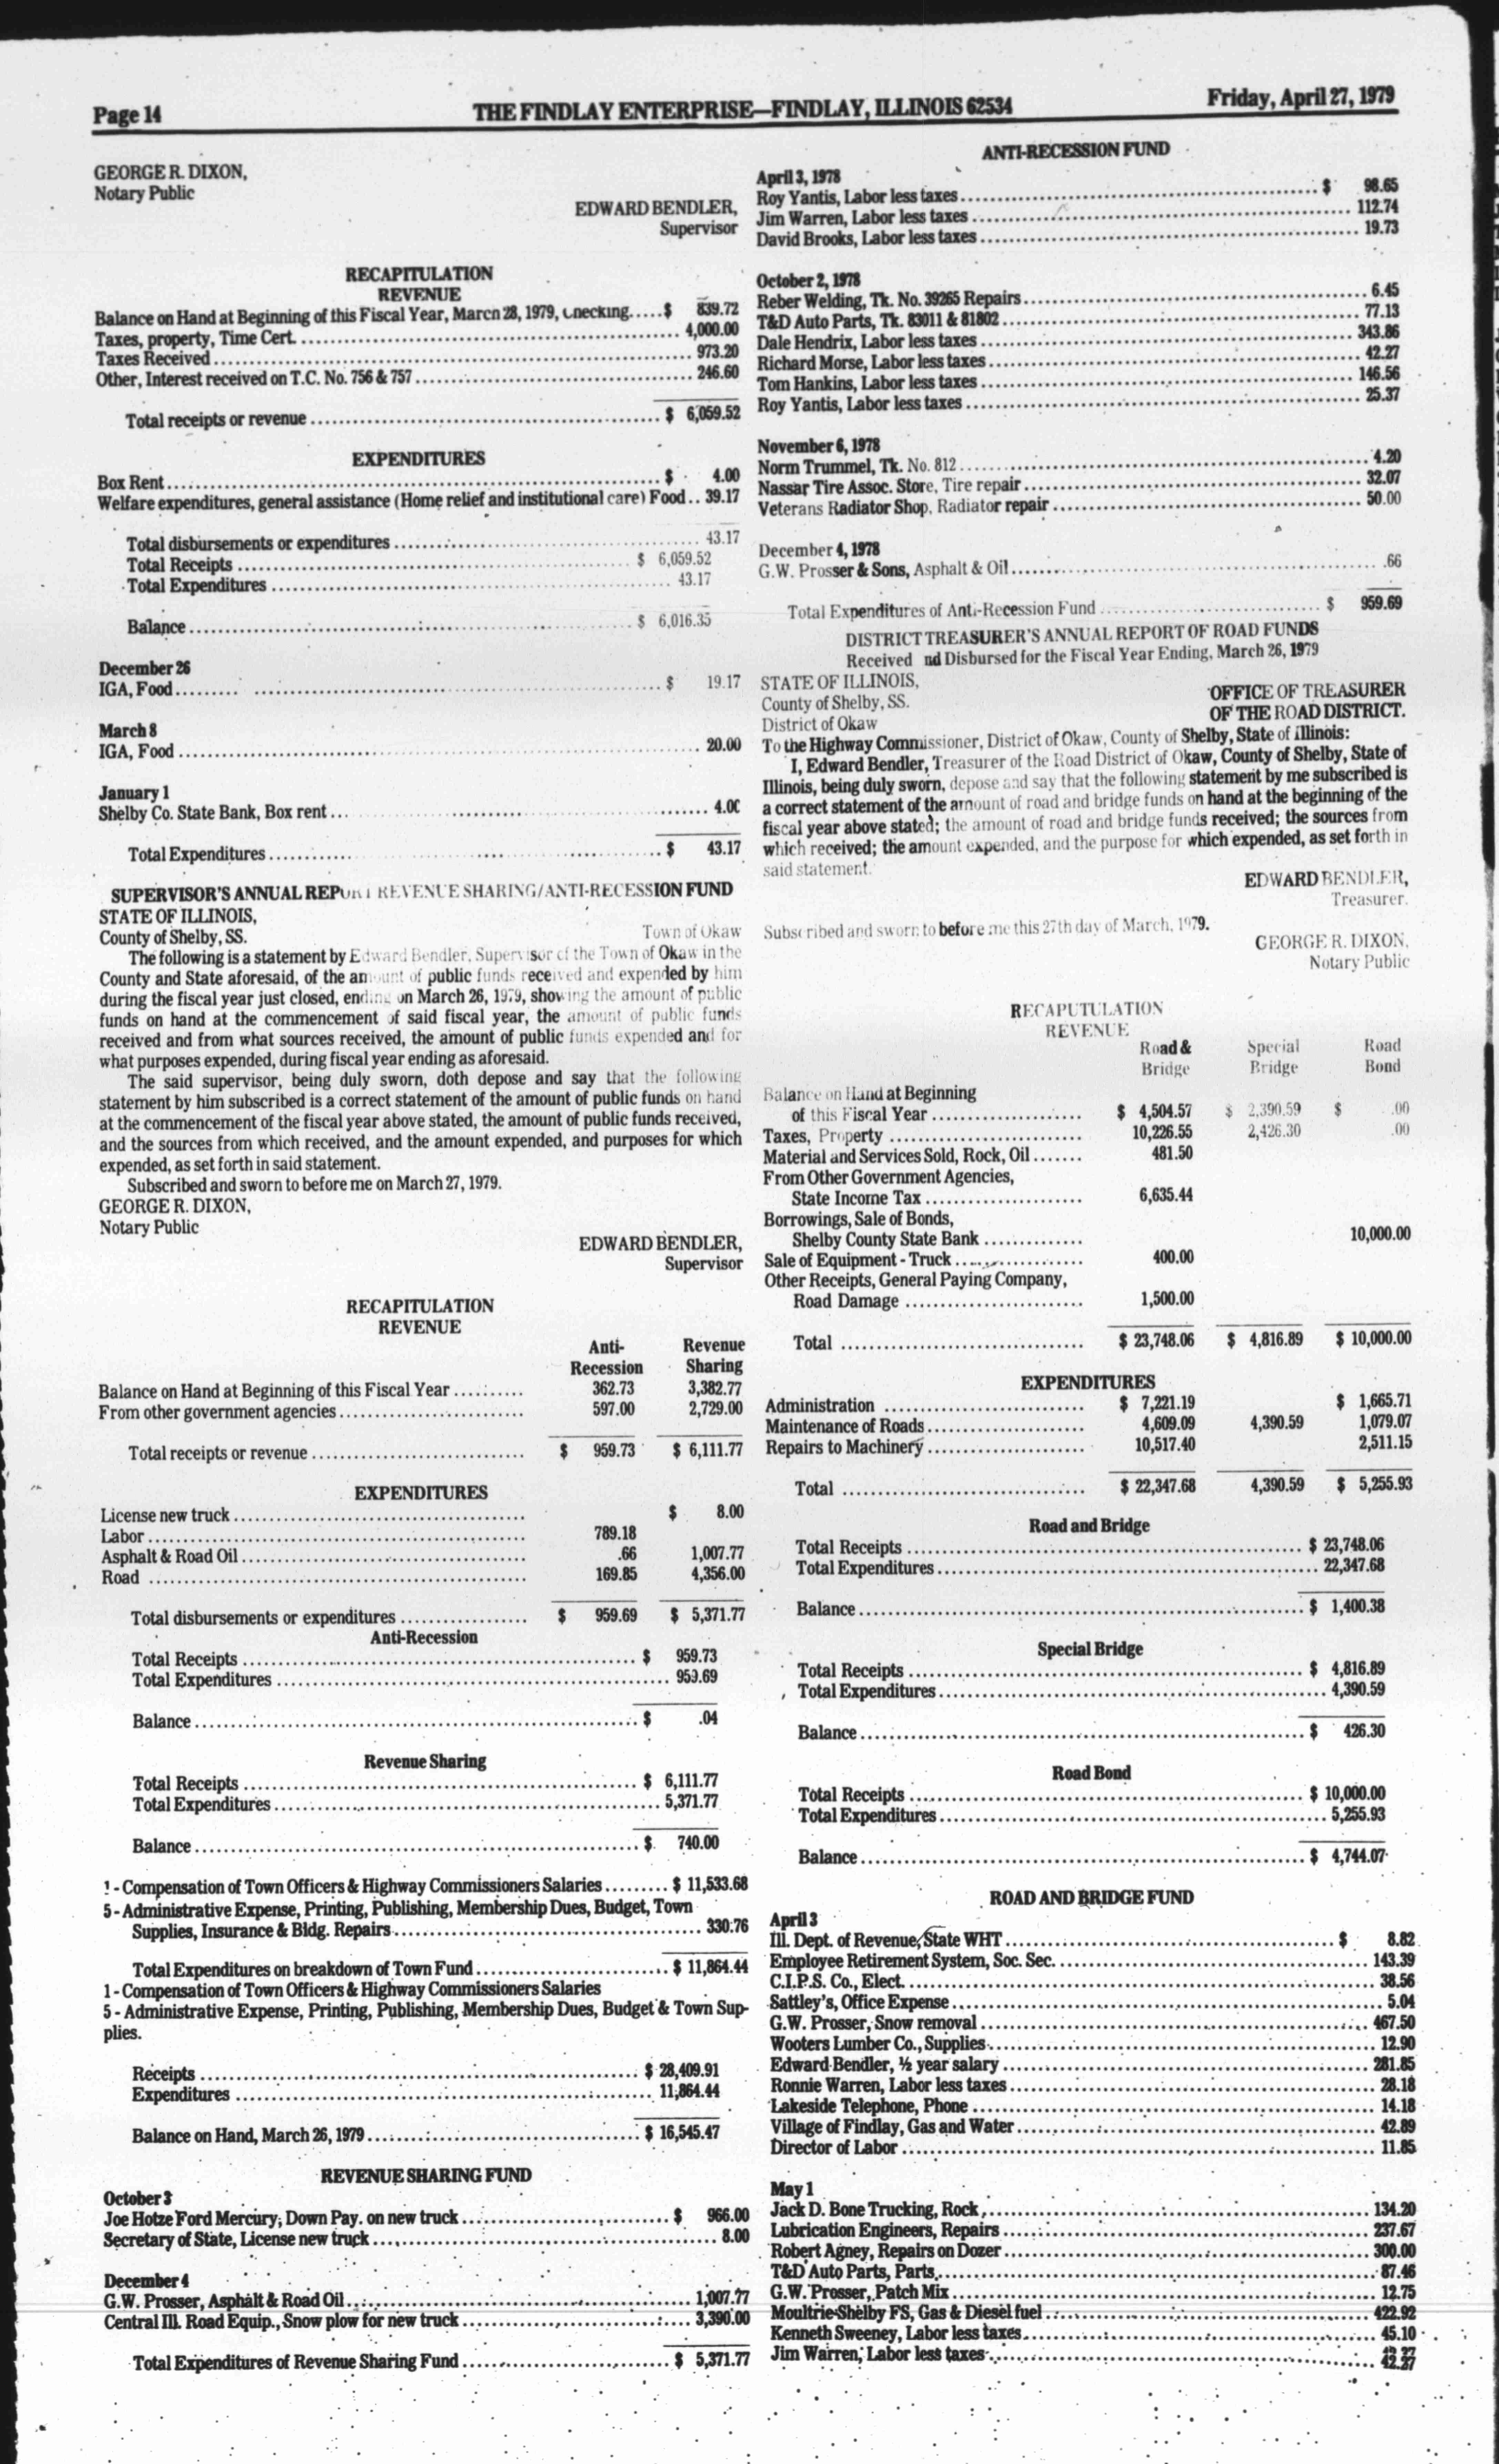 Page 14
THE FINDLAY ENTERPRISE—FINDLAY, ILLINOIS 62534
Friday, April 27, 1979
GEORGE R. DIXON,
Notary Public
EDWARD BENDLER,
Supervisor
RECAPITULATION
REVENUE
Balance on Hand at Beginning of this Fiscal Year, March 28, 1979, Checking.....$ 839.72
Taxes, property, Time Cert. ..... 4,000.00
Taxes Received ..... 973.20
Other, Interest received on T.C. No. 756 & 757 ..... 246.60
Total receipts or revenue ..... $ 6,059.52
EXPENDITURES
Box Rent ..... $ 4.00
Welfare expenditures, general assistance (Home relief and institutional care) Food .. 39.17
Total disbursements or expenditures ..... 43.17
Total Receipts ..... $ 6,059.52
Total Expenditures ..... 43.17
Balance ..... $ 6,016.35
December 26
IGA, Food ..... $ 19.17
March 8
IGA, Food ..... 20.00
January 1
Shelby Co. State Bank, Box rent ... ..... 4.00
Total Expenditures ..... $ 43.17
SUPERVISOR'S ANNUAL REPORT REVENUE SHARING/ANTI-RECESSION FUND
STATE OF ILLINOIS,
Town of Okaw
County of Shelby, SS.
The following is a statement by Edward Bendler, Supervisor of the Town of Okaw in the
County and State aforesaid, of the amount of public funds received and expended by him
during the fiscal year just closed, ending on March 26, 1979, showing the amount of public
funds on hand at the commencement of said fiscal year, the amount of public funds
received and from what sources received, the amount of public funds expended and for
what purposes expended, during fiscal year ending as aforesaid.
The said supervisor, being duly sworn, doth depose and say that the following
statement by him subscribed is a correct statement of the amount of public funds on hand
at the commencement of the fiscal year above stated, the amount of public funds received,
and the sources from which received, and the amount expended, and purposes for which
expended, as set forth in said statement.
Subscribed and sworn to before me on March 27, 1979.
GEORGE R. DIXON,
Notary Public
EDWARD BENDLER,
Supervisor
RECAPITULATION
REVENUE
Anti- Revenue
Recession Sharing
Balance on Hand at Beginning of this Fiscal Year ..... 362.73 3,382.77
From other government agencies ..... 597.00 2,729.00
Total receipts or revenue ..... $ 959.73 $ 6,111.77
EXPENDITURES
License new truck ..... $ 8.00
Labor ..... 789.18
Asphalt & Road Oil ..... .66 1,007.77
Road ..... 169.85 4,356.00
Total disbursements or expenditures ..... $ 959.69 $ 5,371.77
Anti-Recession
Total Receipts ..... $ 959.73
Total Expenditures ..... 959.69
Balance ..... $ .04
Revenue Sharing
Total Receipts ..... $ 6,111.77
Total Expenditures ..... 5,371.77
Balance ..... $ 740.00
1 - Compensation of Town Officers & Highway Commissioners Salaries ..... $ 11,533.68
5 - Administrative Expense, Printing, Publishing, Membership Dues, Budget, Town
Supplies, Insurance & Bldg. Repairs ..... 330.76
Total Expenditures on breakdown of Town Fund ..... $ 11,864.44
1 - Compensation of Town Officers & Highway Commissioners Salaries
5 - Administrative Expense, Printing, Publishing, Membership Dues, Budget & Town Sup-
plies.
Receipts ..... $ 28,409.91
Expenditures ..... 11,864.44
Balance on Hand, March 26, 1979 ..... $ 16,545.47
REVENUE SHARING FUND
October 3
Joe Hotze Ford Mercury, Down Pay. on new truck ..... $ 966.00
Secretary of State, License new truck ..... 8.00
December 4
G.W. Prosser, Asphalt & Road Oil ..... 1,007.77
Central Ill. Road Equip., Snow plow for new truck ..... 3,390.00
Total Expenditures of Revenue Sharing Fund ..... $ 5,371.77
ANTI-RECESSION FUND
April 3, 1978
Roy Yantis, Labor less taxes ..... $ 98.65
Jim Warren, Labor less taxes ..... 112.74
David Brooks, Labor less taxes ..... 19.73
October 2, 1978
Reber Welding, Tk. No. 39265 Repairs ..... 6.45
T&D Auto Parts, Tk. 83011 & 81802 ..... 77.13
Dale Hendrix, Labor less taxes ..... 343.86
Richard Morse, Labor less taxes ..... 42.27
Tom Hankins, Labor less taxes ..... 146.56
Roy Yantis, Labor less taxes ..... 25.37
November 6, 1978
Norm Trummel, Tk. No. 812 ..... 4.20
Nassar Tire Assoc. Store, Tire repair ..... 32.07
Veterans Radiator Shop, Radiator repair ..... 50.00
December 4, 1978
G.W. Prosser & Sons, Asphalt & Oil ..... .66
Total Expenditures of Anti-Recession Fund ..... $ 959.69
DISTRICT TREASURER'S ANNUAL REPORT OF ROAD FUNDS
Received nd Disbursed for the Fiscal Year Ending, March 26, 1979
STATE OF ILLINOIS,
County of Shelby, SS.
District of Okaw
OFFICE OF TREASURER
OF THE ROAD DISTRICT.
To the Highway Commissioner, District of Okaw, County of Shelby, State of Illinois:
I, Edward Bendler, Treasurer of the Road District of Okaw, County of Shelby, State of
Illinois, being duly sworn, depose and say that the following statement by me subscribed is
a correct statement of the amount of road and bridge funds on hand at the beginning of the
fiscal year above stated; the amount of road and bridge funds received; the sources from
which received; the amount expended, and the purpose for which expended, as set forth in
said statement.
EDWARD BENDLER,
Treasurer.
Subscribed and sworn to before me this 27th day of March, 1979.
GEORGE R. DIXON,
Notary Public
RECAPUTULATION
REVENUE
Road & Special Road
Bridge Bridge Bond
Balance on Hand at Beginning
of this Fiscal Year ..... $ 4,504.57 $ 2,390.59 $ .00
Taxes, Property ..... 10,226.55 2,426.30 .00
Material and Services Sold, Rock, Oil ..... 481.50
From Other Government Agencies,
State Income Tax ..... 6,635.44
Borrowings, Sale of Bonds,
Shelby County State Bank ..... 10,000.00
Sale of Equipment - Truck ..... 400.00
Other Receipts, General Paying Company,
Road Damage ..... 1,500.00
Total ..... $ 23,748.06 $ 4,816.89 $ 10,000.00
EXPENDITURES
Administration ..... $ 7,221.19 $ 1,665.71
Maintenance of Roads ..... 4,609.09 4,390.59 1,079.07
Repairs to Machinery ..... 10,517.40 2,511.15
Total ..... $ 22,347.68 4,390.59 $ 5,255.93
Road and Bridge
Total Receipts ..... $ 23,748.06
Total Expenditures ..... 22,347.68
Balance ..... $ 1,400.38
Special Bridge
Total Receipts ..... $ 4,816.89
Total Expenditures ..... 4,390.59
Balance ..... $ 426.30
Road Bond
Total Receipts ..... $ 10,000.00
Total Expenditures ..... 5,255.93
Balance ..... $ 4,744.07
ROAD AND BRIDGE FUND
April 3
Ill. Dept. of Revenue, State WHT ..... $ 8.82
Employee Retirement System, Soc. Sec. ..... 143.39
C.I.P.S. Co., Elect. ..... 38.56
Sattley's, Office Expense ..... 5.04
G.W. Prosser, Snow removal ..... 467.50
Wooters Lumber Co., Supplies ..... 12.90
Edward Bendler, ½ year salary ..... 281.85
Ronnie Warren, Labor less taxes ..... 28.18
Lakeside Telephone, Phone ..... 14.18
Village of Findlay, Gas and Water ..... 42.89
Director of Labor ..... 11.85
May 1
Jack D. Bone Trucking, Rock, ..... 134.20
Lubrication Engineers, Repairs ..... 237.67
Robert Agney, Repairs on Dozer ..... 300.00
T&D Auto Parts, Parts ..... 87.46
G.W. Prosser, Patch Mix ..... 12.75
Moultrie-Shelby FS, Gas & Diesel fuel ..... 422.92
Kenneth Sweeney, Labor less taxes ..... 45.10
Jim Warren, Labor less taxes ..... 42.27